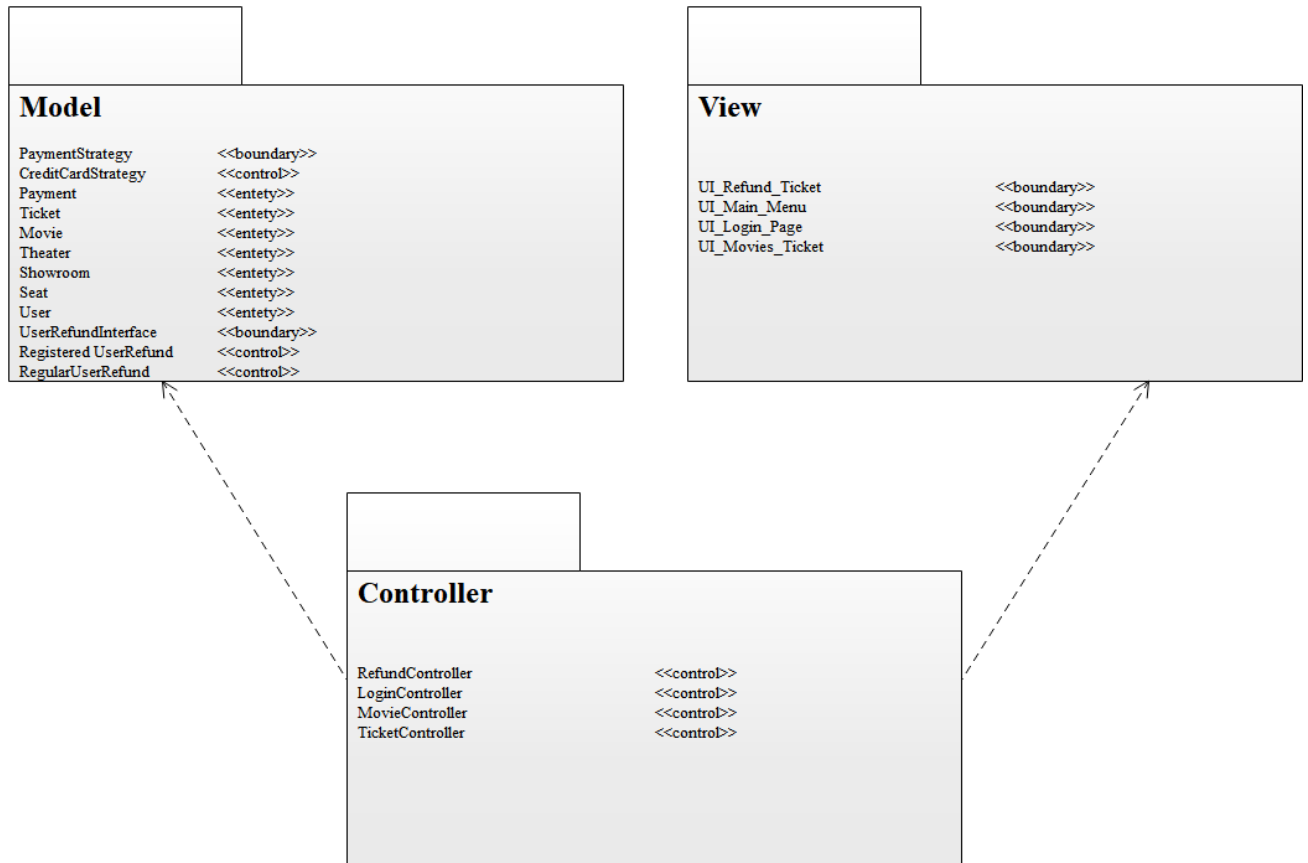 Model
PaymentStrategy <<boundary>>
CreditCardStrategy <<control>>
Payment <<entety>>
Ticket <<entety>>
Movie <<entety>>
Theater <<entety>>
Showroom <<entety>>
Seat <<entety>>
User <<entety>>
UserRefundInterface <<boundary>>
Registered UserRefund <<control>>
RegularUserRefund <<control>>
View
UI_Refund_Ticket <<boundary>>
UI_Main_Menu <<boundary>>
UI_Login_Page <<boundary>>
UI_Movies_Ticket <<boundary>>
Controller
RefundController <<control>>
LoginController <<control>>
MovieController <<control>>
TicketController <<control>>